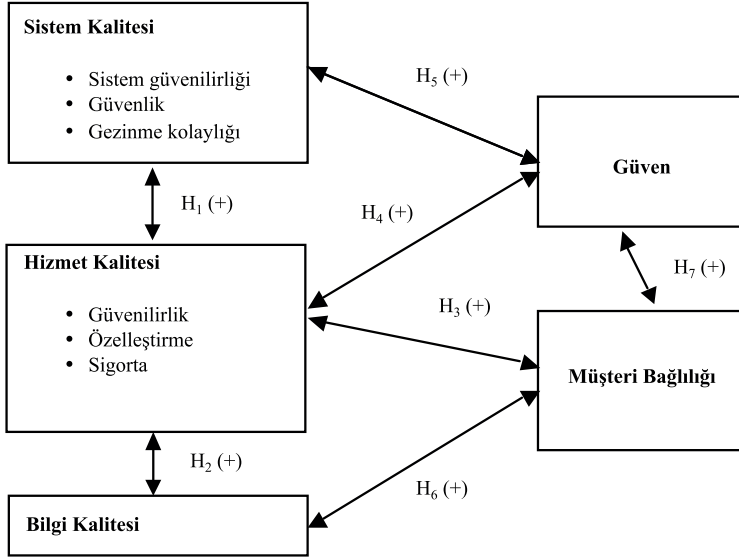 Sistem Kalitesi
• Sistem güvenilirliği
• Güvenlik
• Gezinme kolaylığı
H₅ (+)
Güven
H₁ (+)
H₄ (+)
Hizmet Kalitesi
• Güvenilirlik
• Özelleştirme
• Sigorta
H₇ (+)
H₃ (+)
Müşteri Bağlılığı
H₂ (+)
H₆ (+)
Bilgi Kalitesi